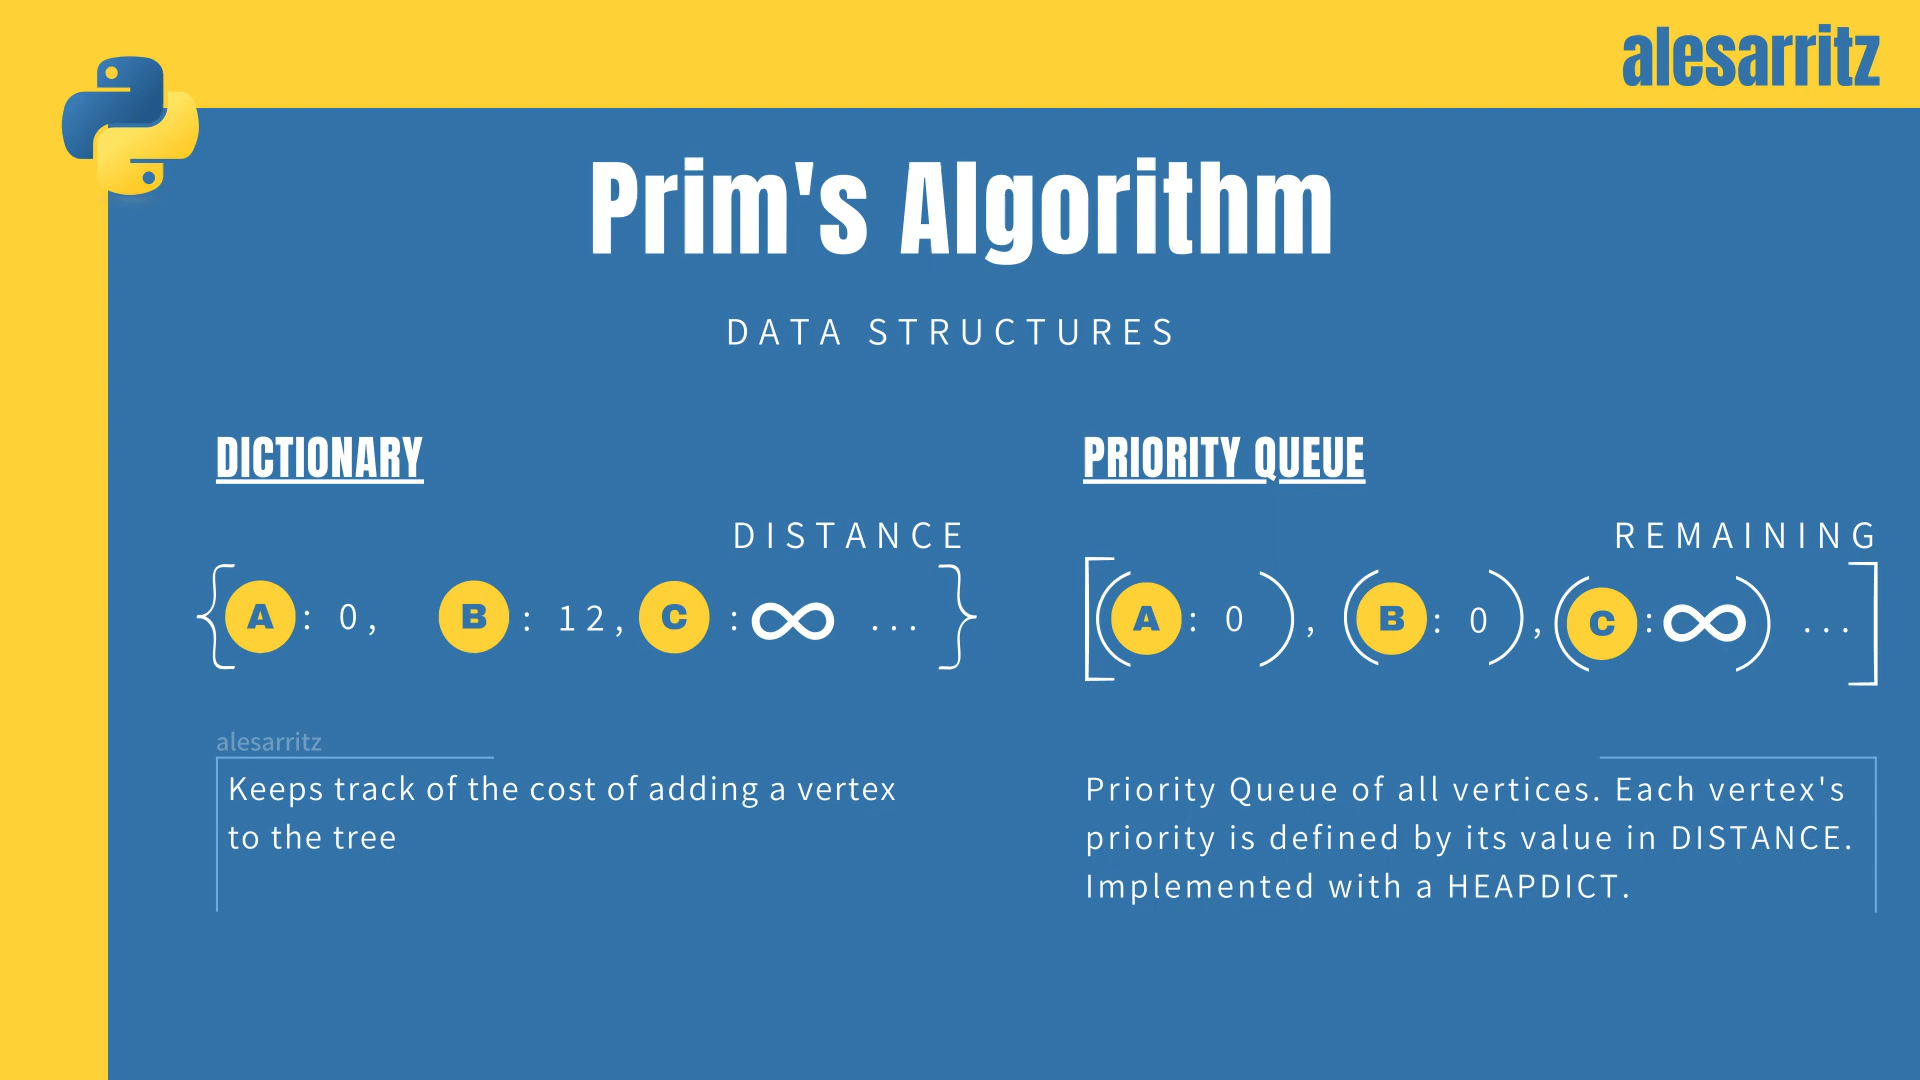 alesarritz
Prim's Algorithm
DATA STRUCTURES
DICTIONARY
DISTANCE
{A: 0, B: 12, C: ∞ ...}
alesarritz
Keeps track of the cost of adding a vertex
to the tree
PRIORITY QUEUE
REMAINING
[(A: 0), (B: 0), (C:∞) ...]
Priority Queue of all vertices. Each vertex's
priority is defined by its value in DISTANCE.
Implemented with a HEAPDICT.